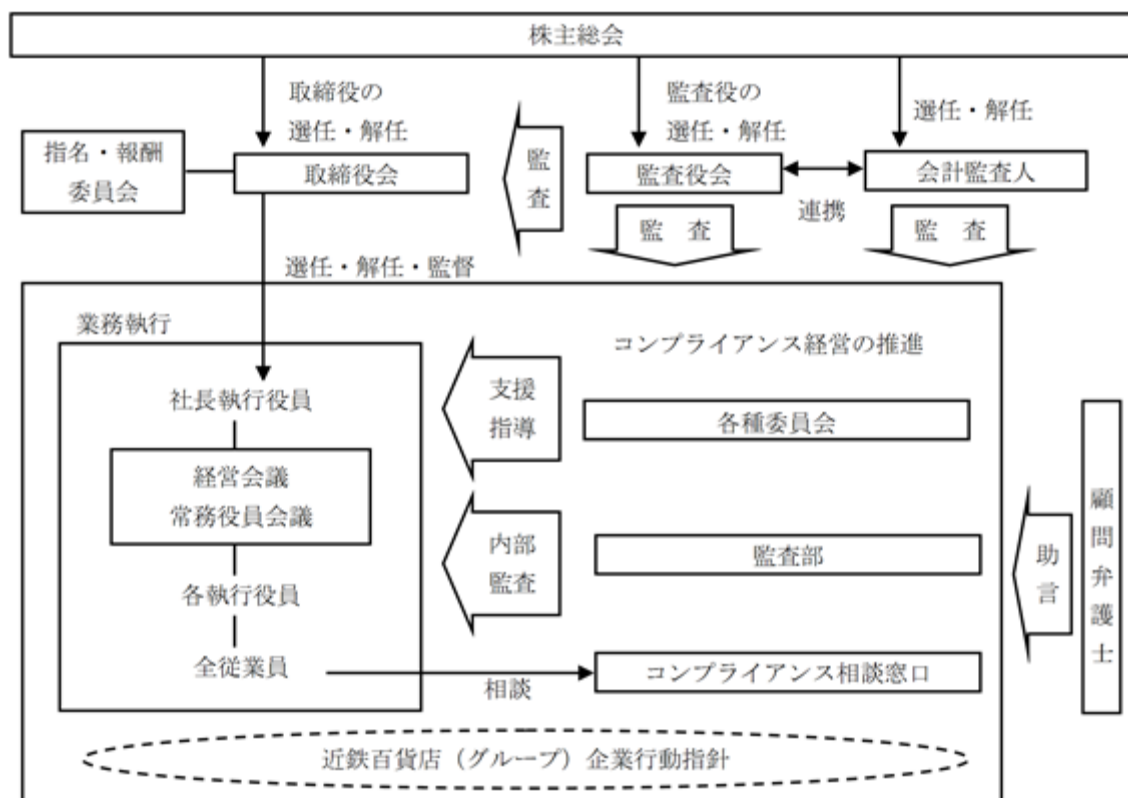 株主総会
取締役の
選任・解任
監査役の
選任・解任
選任・解任
指名・報酬
委員会
取締役会
監査
監査役会
連携
会計監査人
監 査
監 査
選任・解任・監督
業務執行
コンプライアンス経営の推進
社長執行役員
支援
指導
各種委員会
経営会議
常務役員会議
内部
監査
監査部
助言
顧問弁護士
各執行役員
全従業員
相談
コンプライアンス相談窓口
近鉄百貨店（グループ）企業行動指針